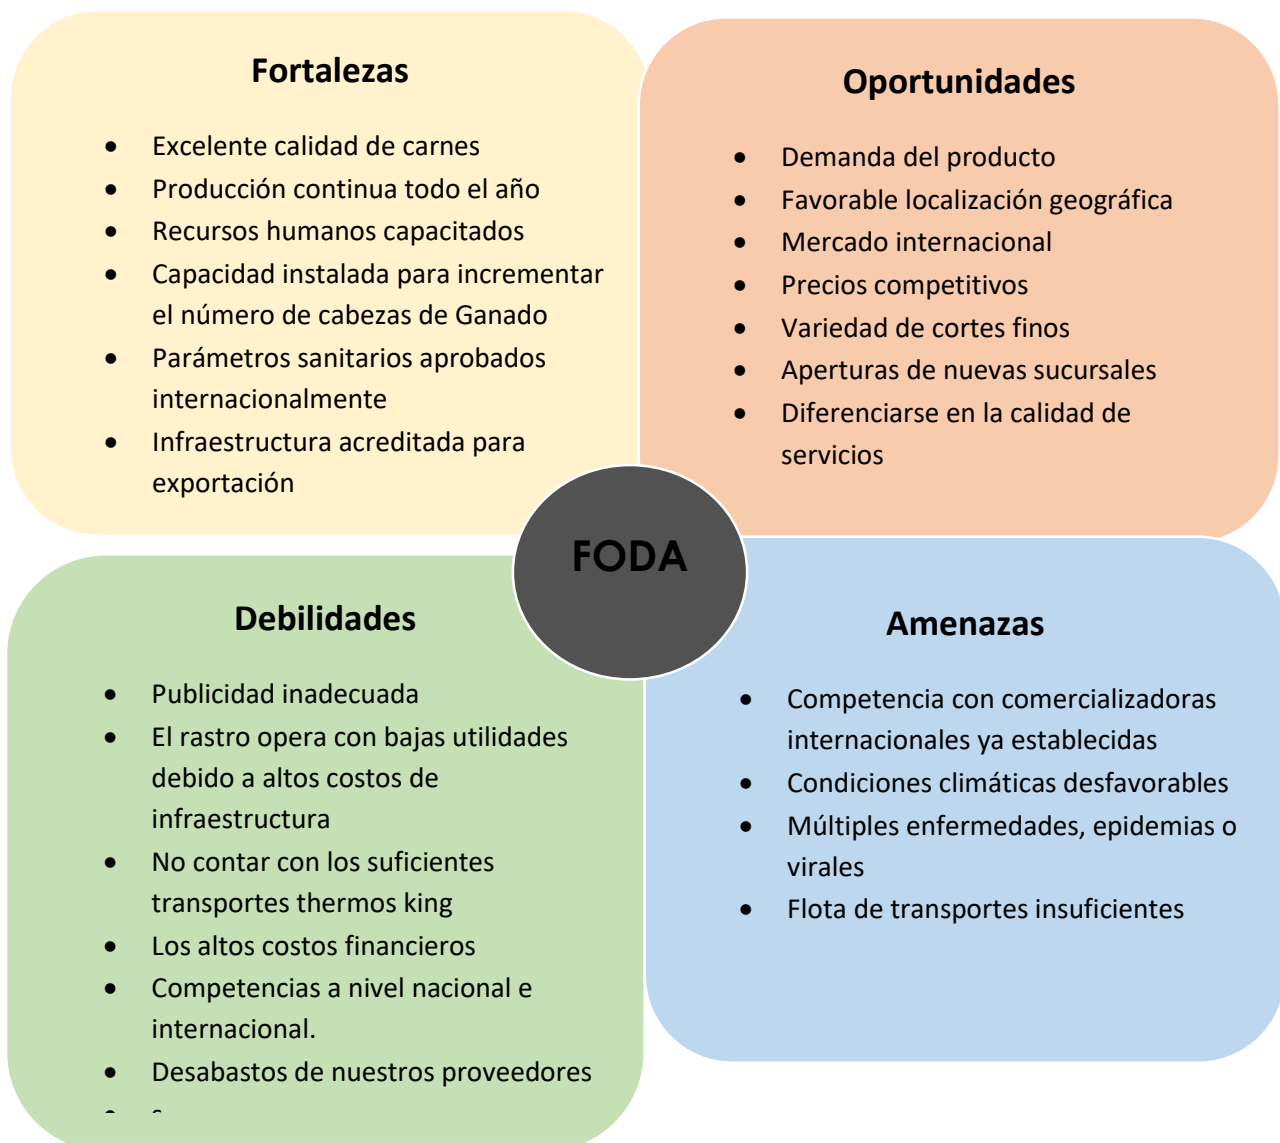 Fortalezas
• Excelente calidad de carnes
• Producción continua todo el año
• Recursos humanos capacitados
• Capacidad instalada para incrementar
el número de cabezas de Ganado
• Parámetros sanitarios aprobados
internacionalmente
• Infraestructura acreditada para
exportación
Oportunidades
• Demanda del producto
• Favorable localización geográfica
• Mercado internacional
• Precios competitivos
• Variedad de cortes finos
• Aperturas de nuevas sucursales
• Diferenciarse en la calidad de
servicios
FODA
Debilidades
• Publicidad inadecuada
• El rastro opera con bajas utilidades
debido a altos costos de
infraestructura
• No contar con los suficientes
transportes thermos king
• Los altos costos financieros
• Competencias a nivel nacional e
internacional.
• Desabastos de nuestros proveedores
Amenazas
• Competencia con comercializadoras
internacionales ya establecidas
• Condiciones climáticas desfavorables
• Múltiples enfermedades, epidemias o
virales
• Flota de transportes insuficientes